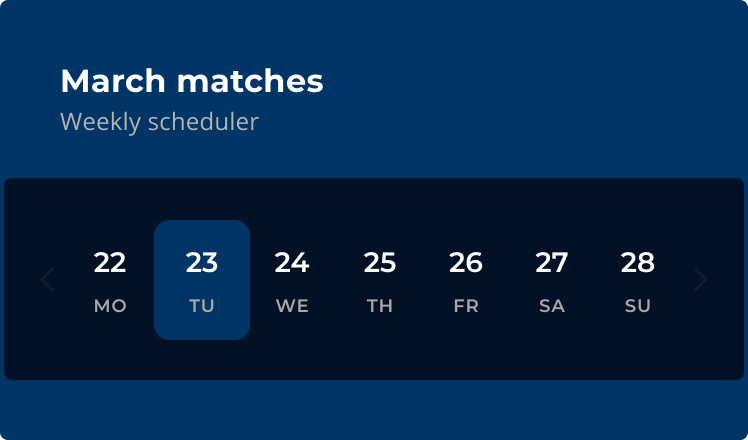 March matches
Weekly scheduler
22 23 24 25 26 27 28
MO TU WE TH FR SA SU